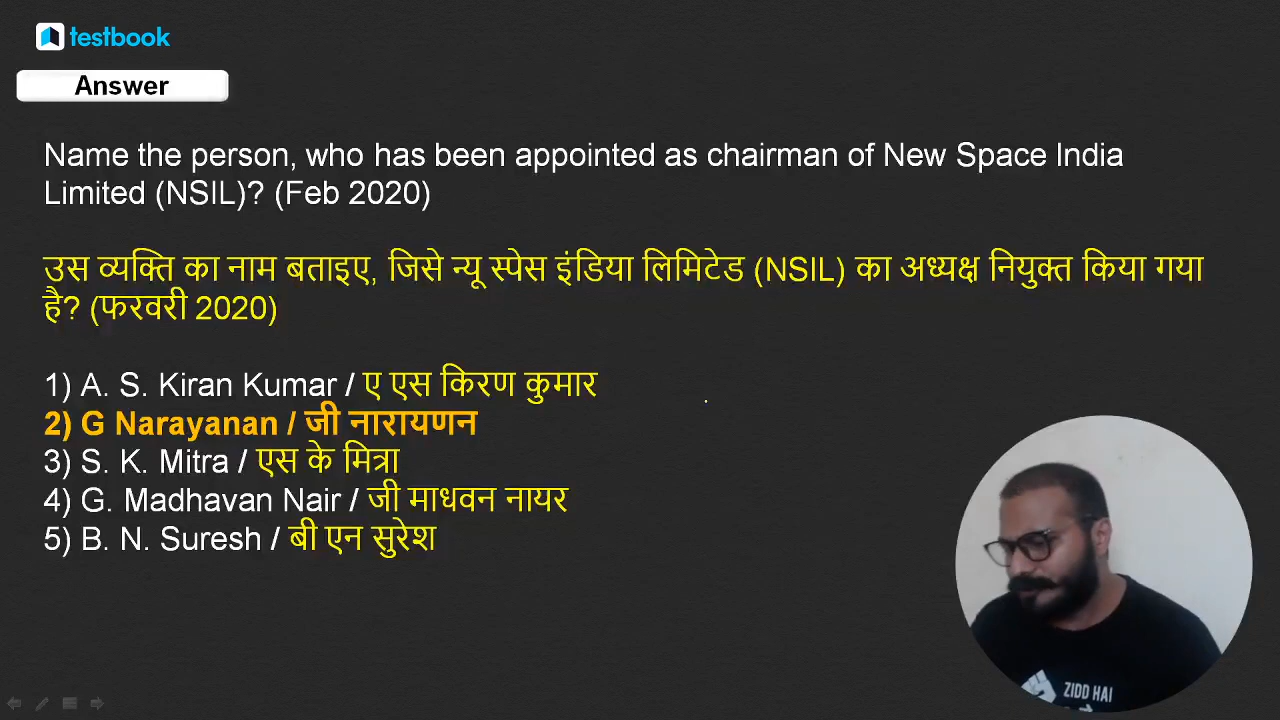 testbook
Answer
Name the person, who has been appointed as chairman of New Space India
Limited (NSIL)? (Feb 2020)
उस व्यक्ति का नाम बताइए, जिसे न्यू स्पेस इंडिया लिमिटेड (NSIL) का अध्यक्ष नियुक्त किया गया
है? (फरवरी 2020)
1) A. S. Kiran Kumar / ए एस किरण कुमार
2) G Narayanan / जी नारायणन
3) S. K. Mitra / एस के मित्रा
4) G. Madhavan Nair / जी माधवन नायर
5) B. N. Suresh / बी एन सुरेश
ZIDD HAI